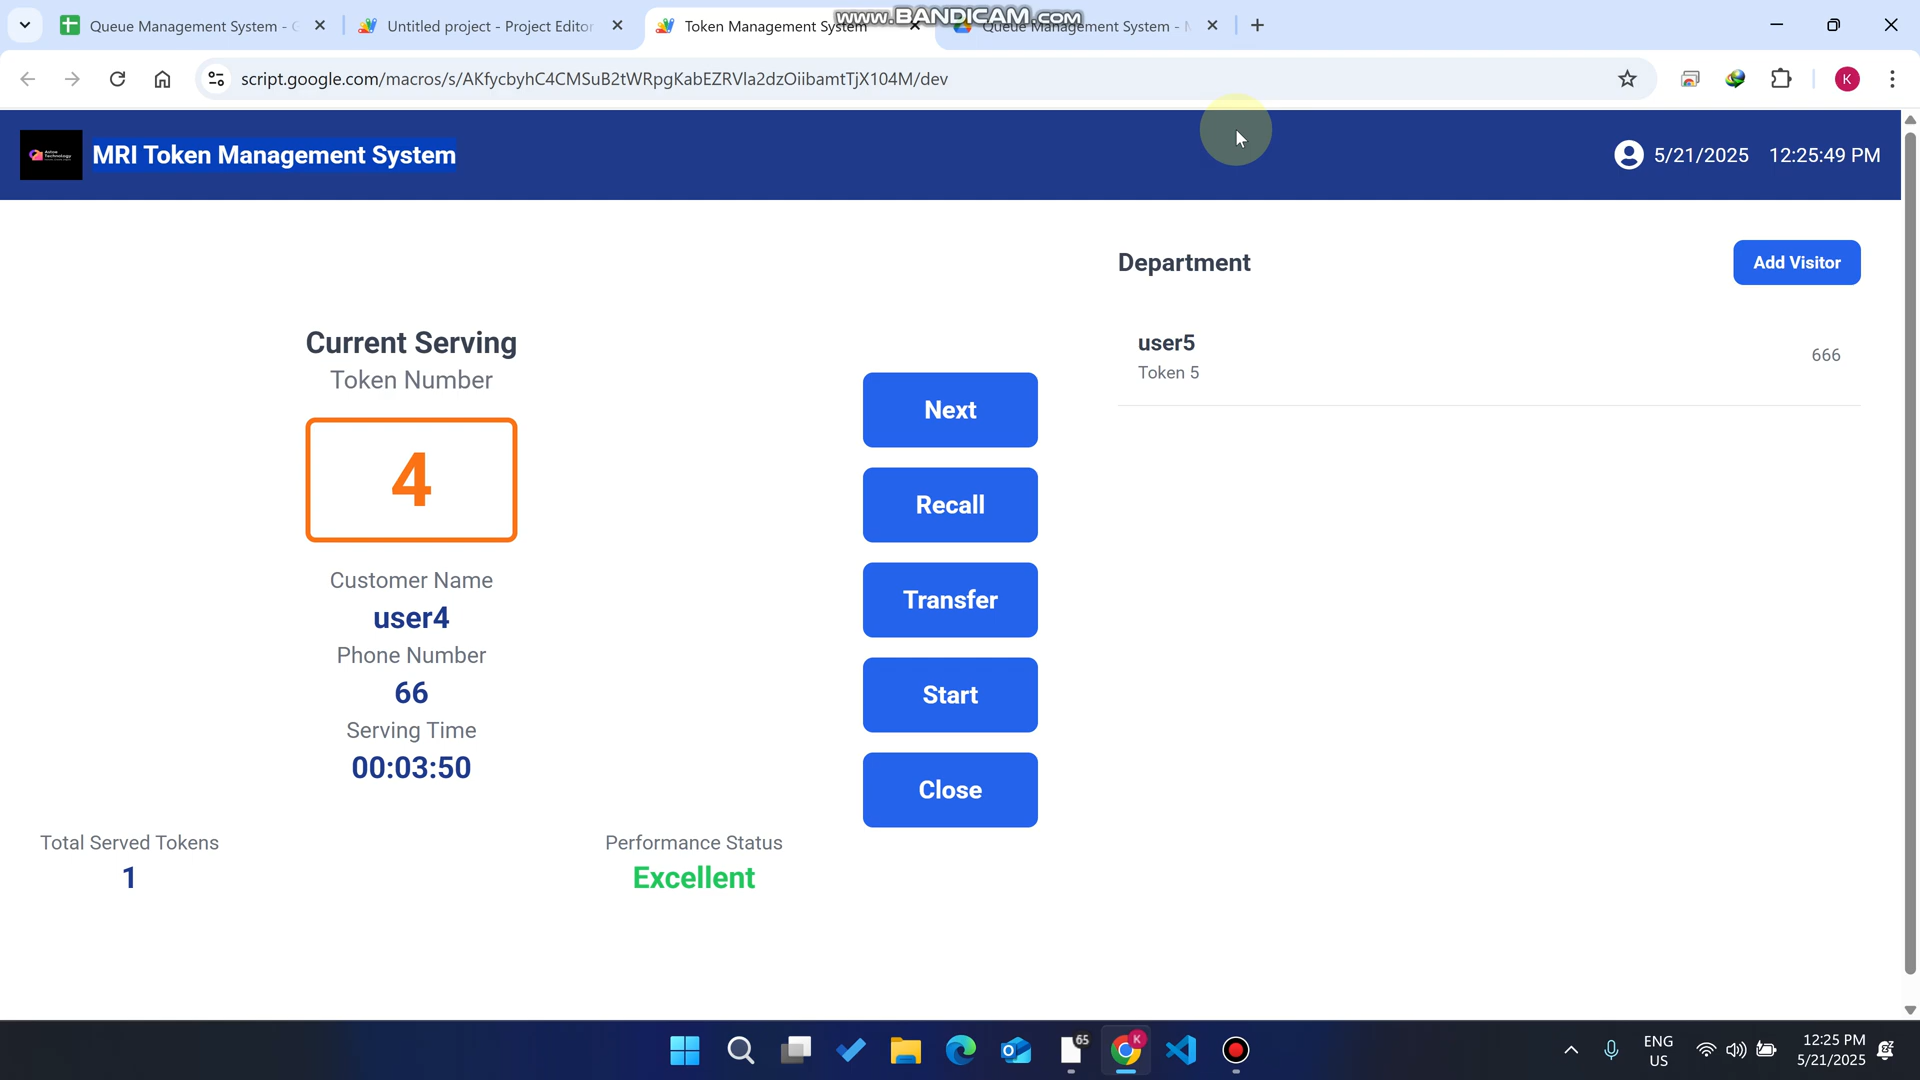 www.BANDICAM.com
Queue Management System - G
Untitled project - Project Editor
Token Management System
Queue Management System - M
script.google.com/macros/s/AKfycbyhC4CMSuB2tWRpgKabEZRVla2dzOiibamtTjX104M/dev
K
Astoe Technology
MRI Token Management System
5/21/2025 12:25:49 PM
Department
Add Visitor
Current Serving
Token Number
4
Customer Name
user4
Phone Number
66
Serving Time
00:03:50
Next
Recall
Transfer
Start
Close
user5
Token 5
666
Total Served Tokens
1
Performance Status
Excellent
65
K
ENG
US
12:25 PM
5/21/2025